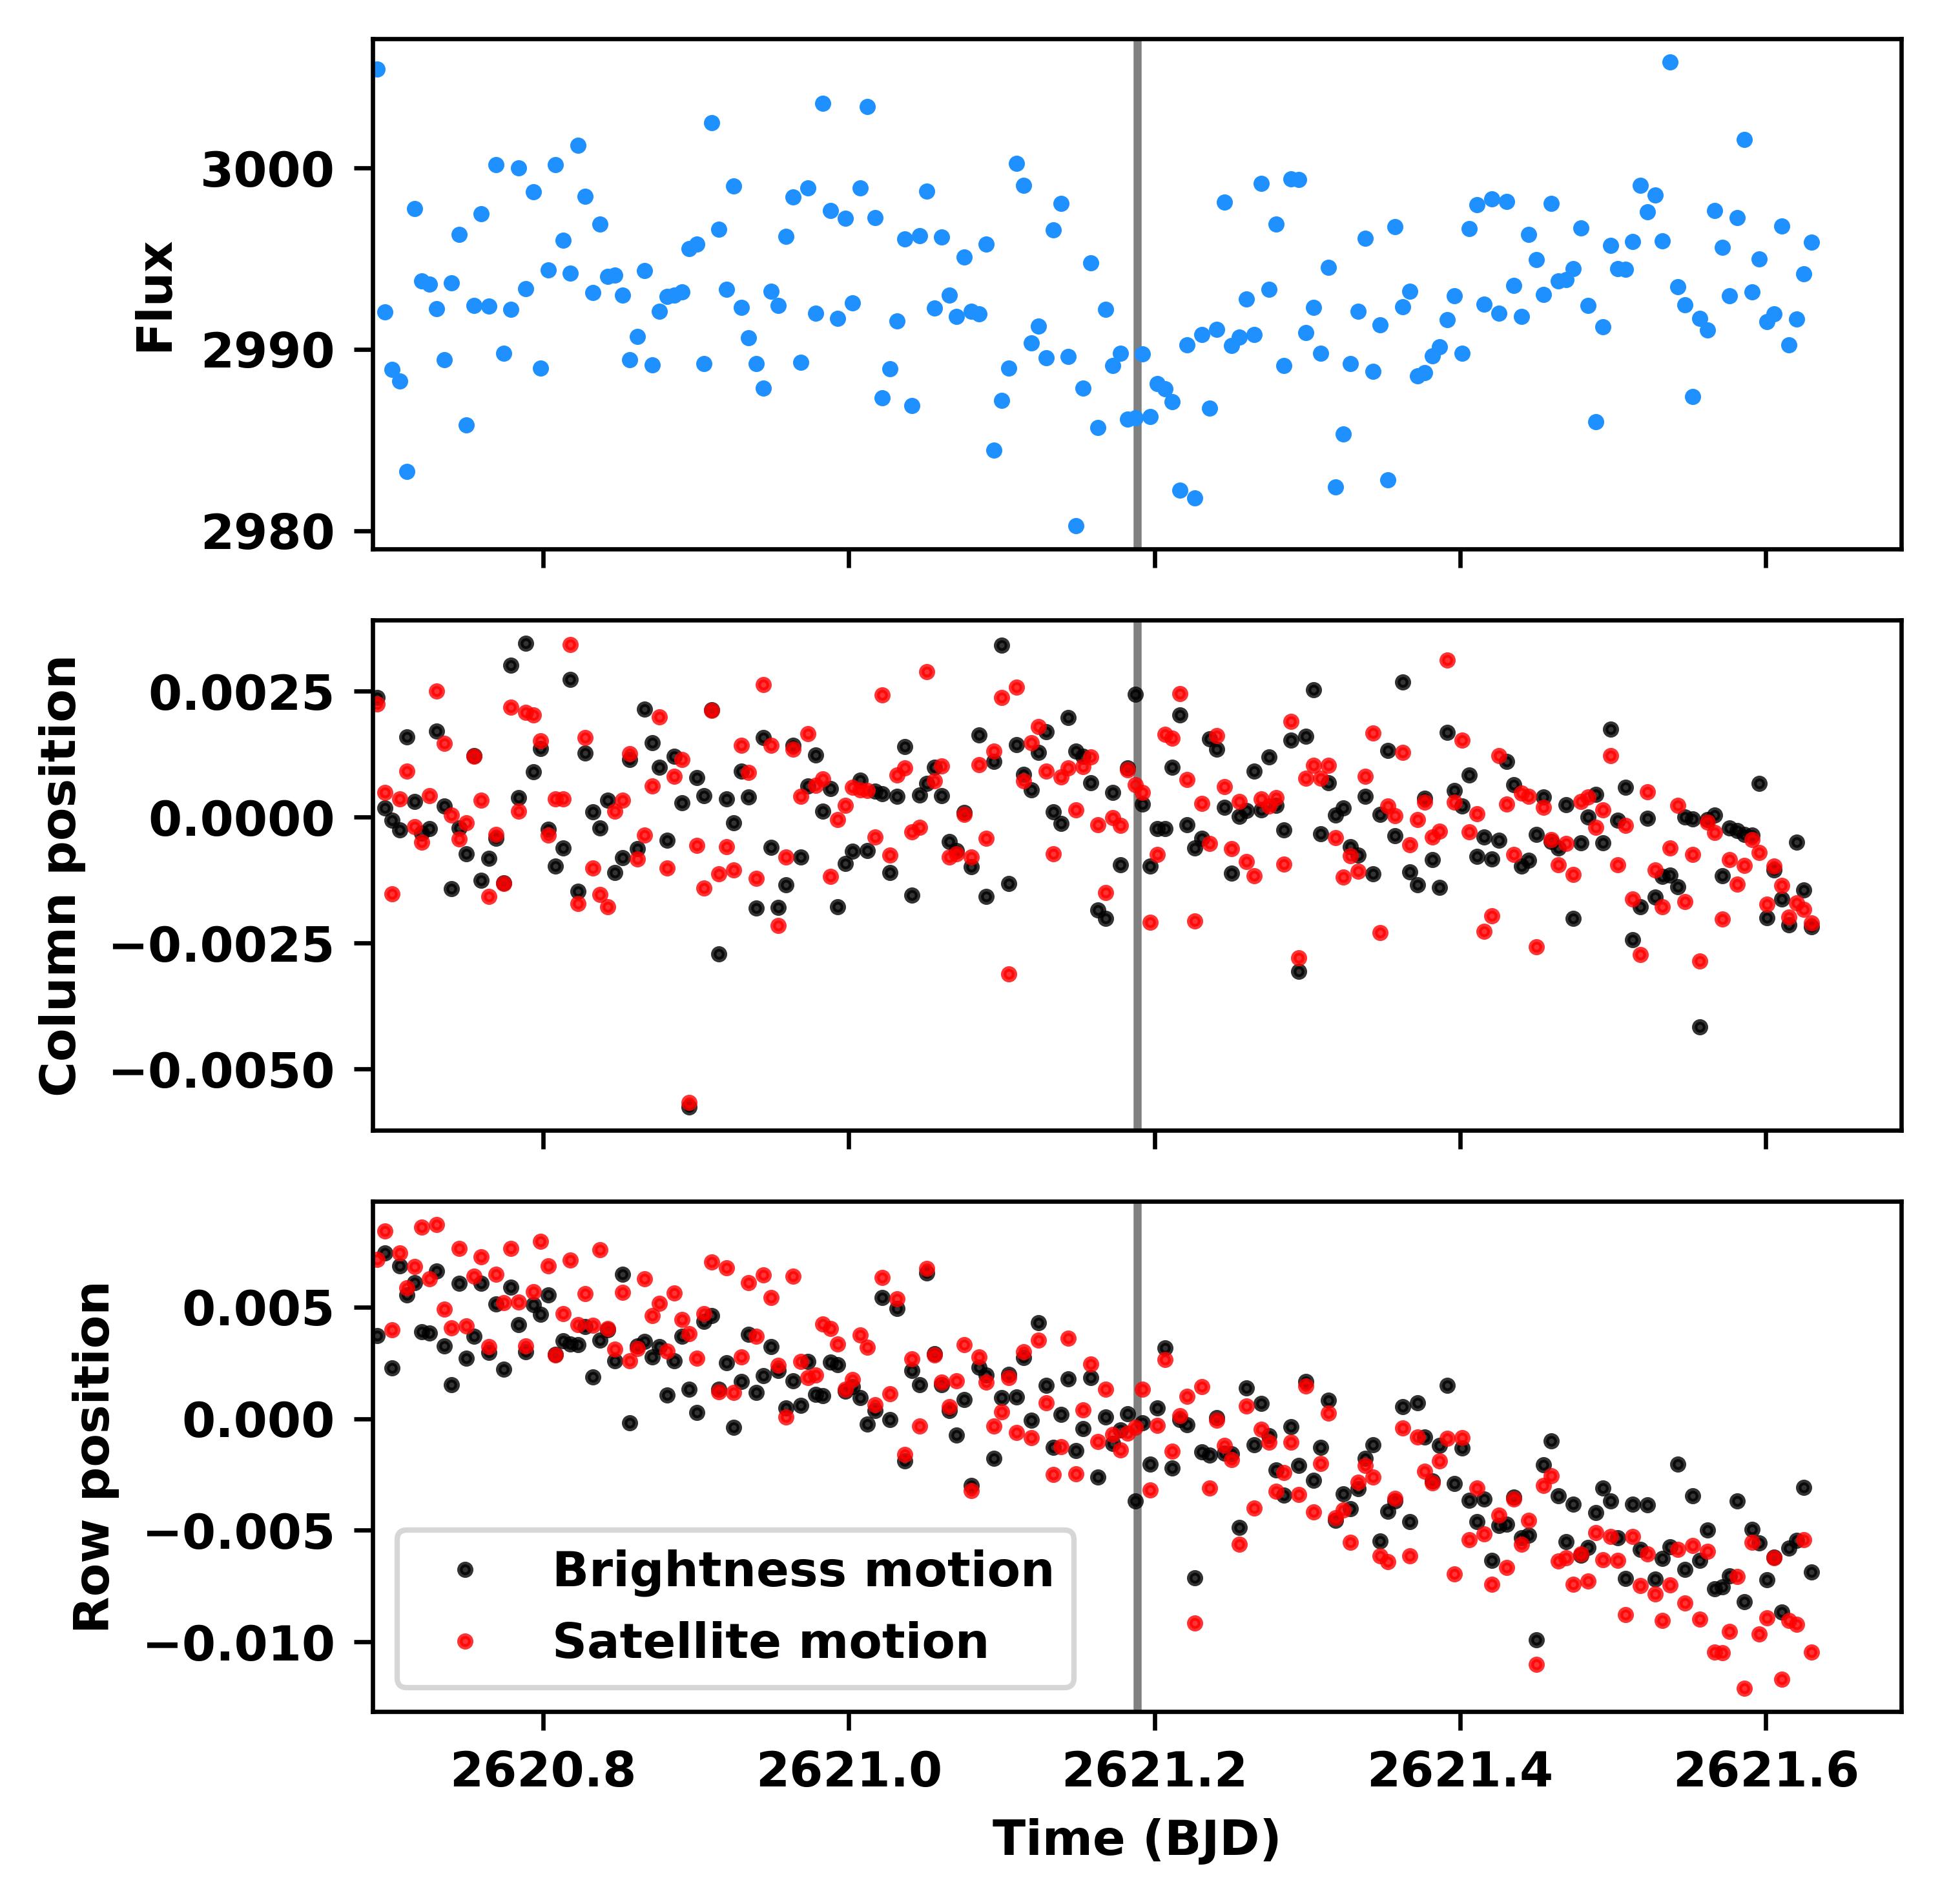 Flux
3000
2990
2980
Column position
0.0025
0.0000
−0.0025
−0.0050
Row position
0.005
0.000
−0.005
−0.010
Brightness motion
Satellite motion
2620.8 2621.0 2621.2 2621.4 2621.6
Time (BJD)